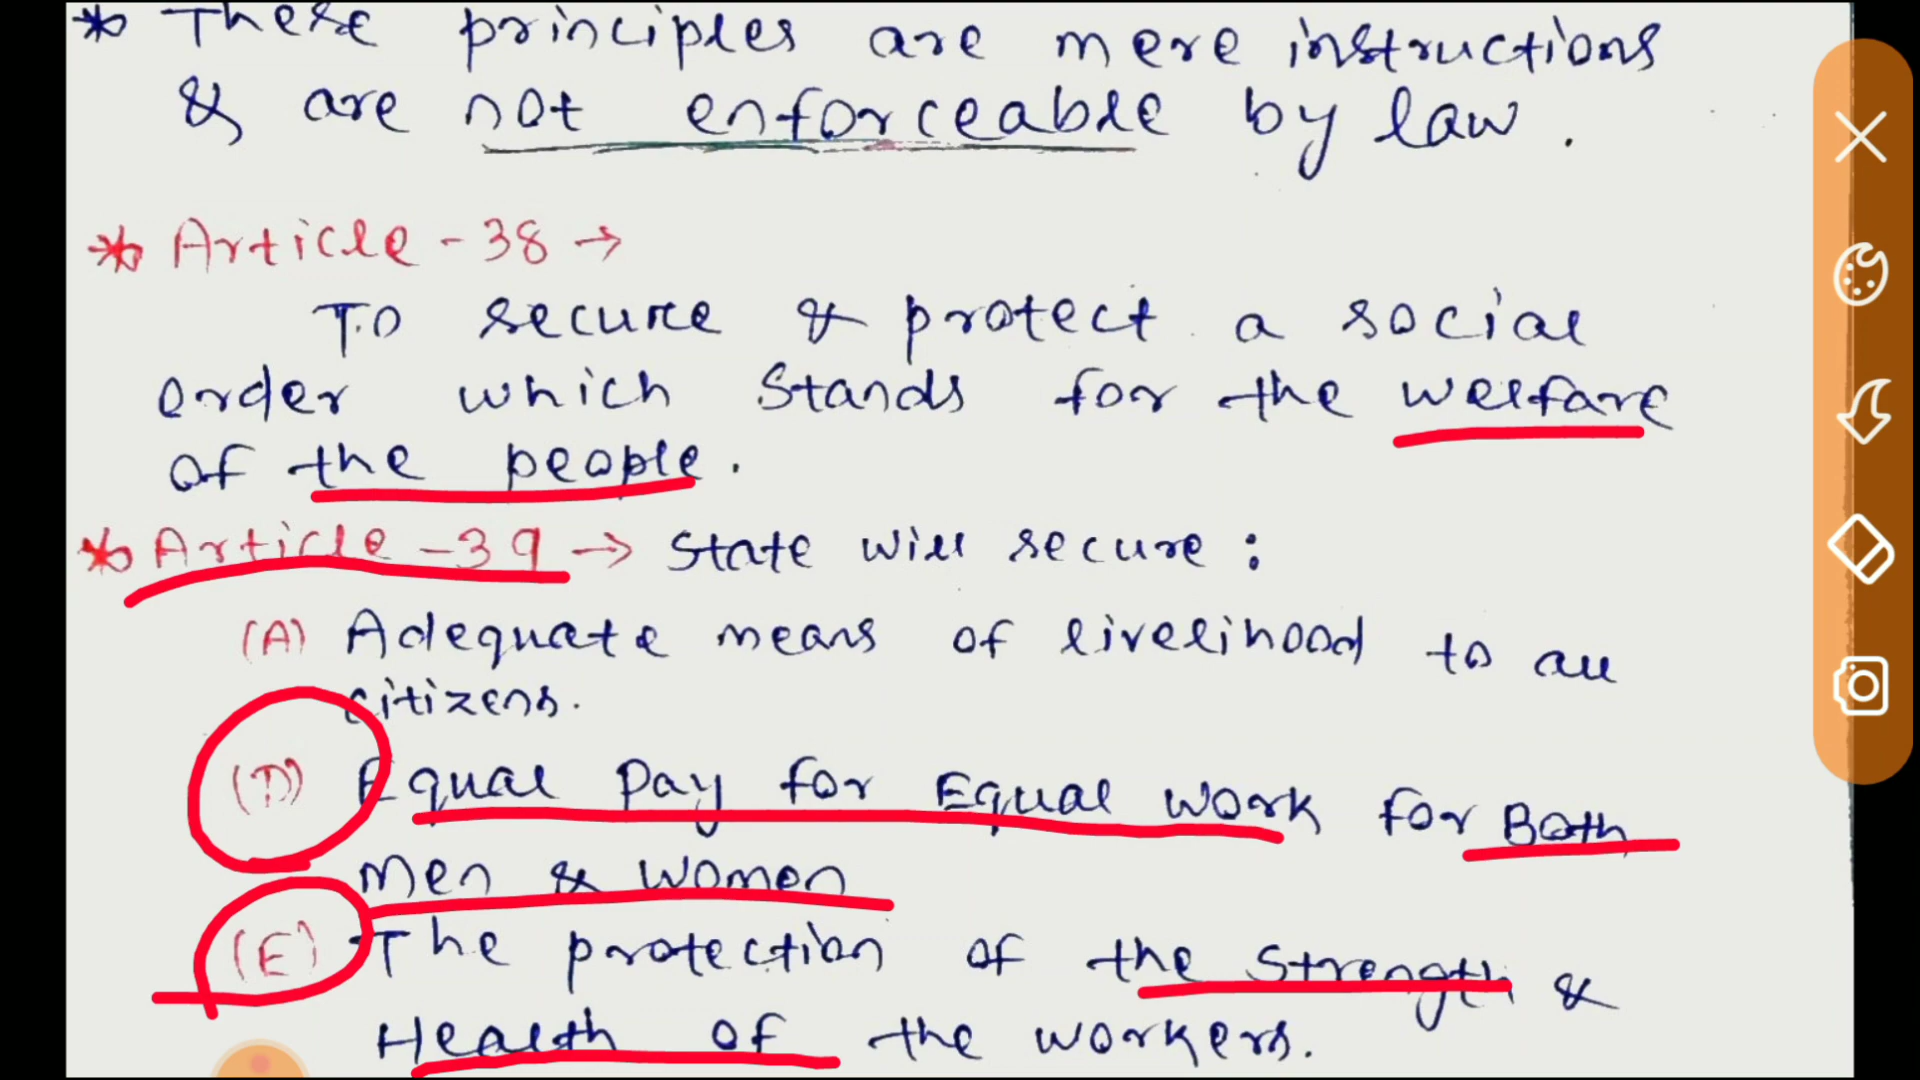 * These principles are mere instructions
& are not enforceable by law.
* Article - 38 →
To secure & protect a social
order which stands for the welfare
of the people.
* Article - 39 → State will secure :
(A) Adequate means of livelihood to all
citizens.
(D) Equal Pay for Equal work for Both
Men & Women
(E) The protection of the strength &
Health of the workers.